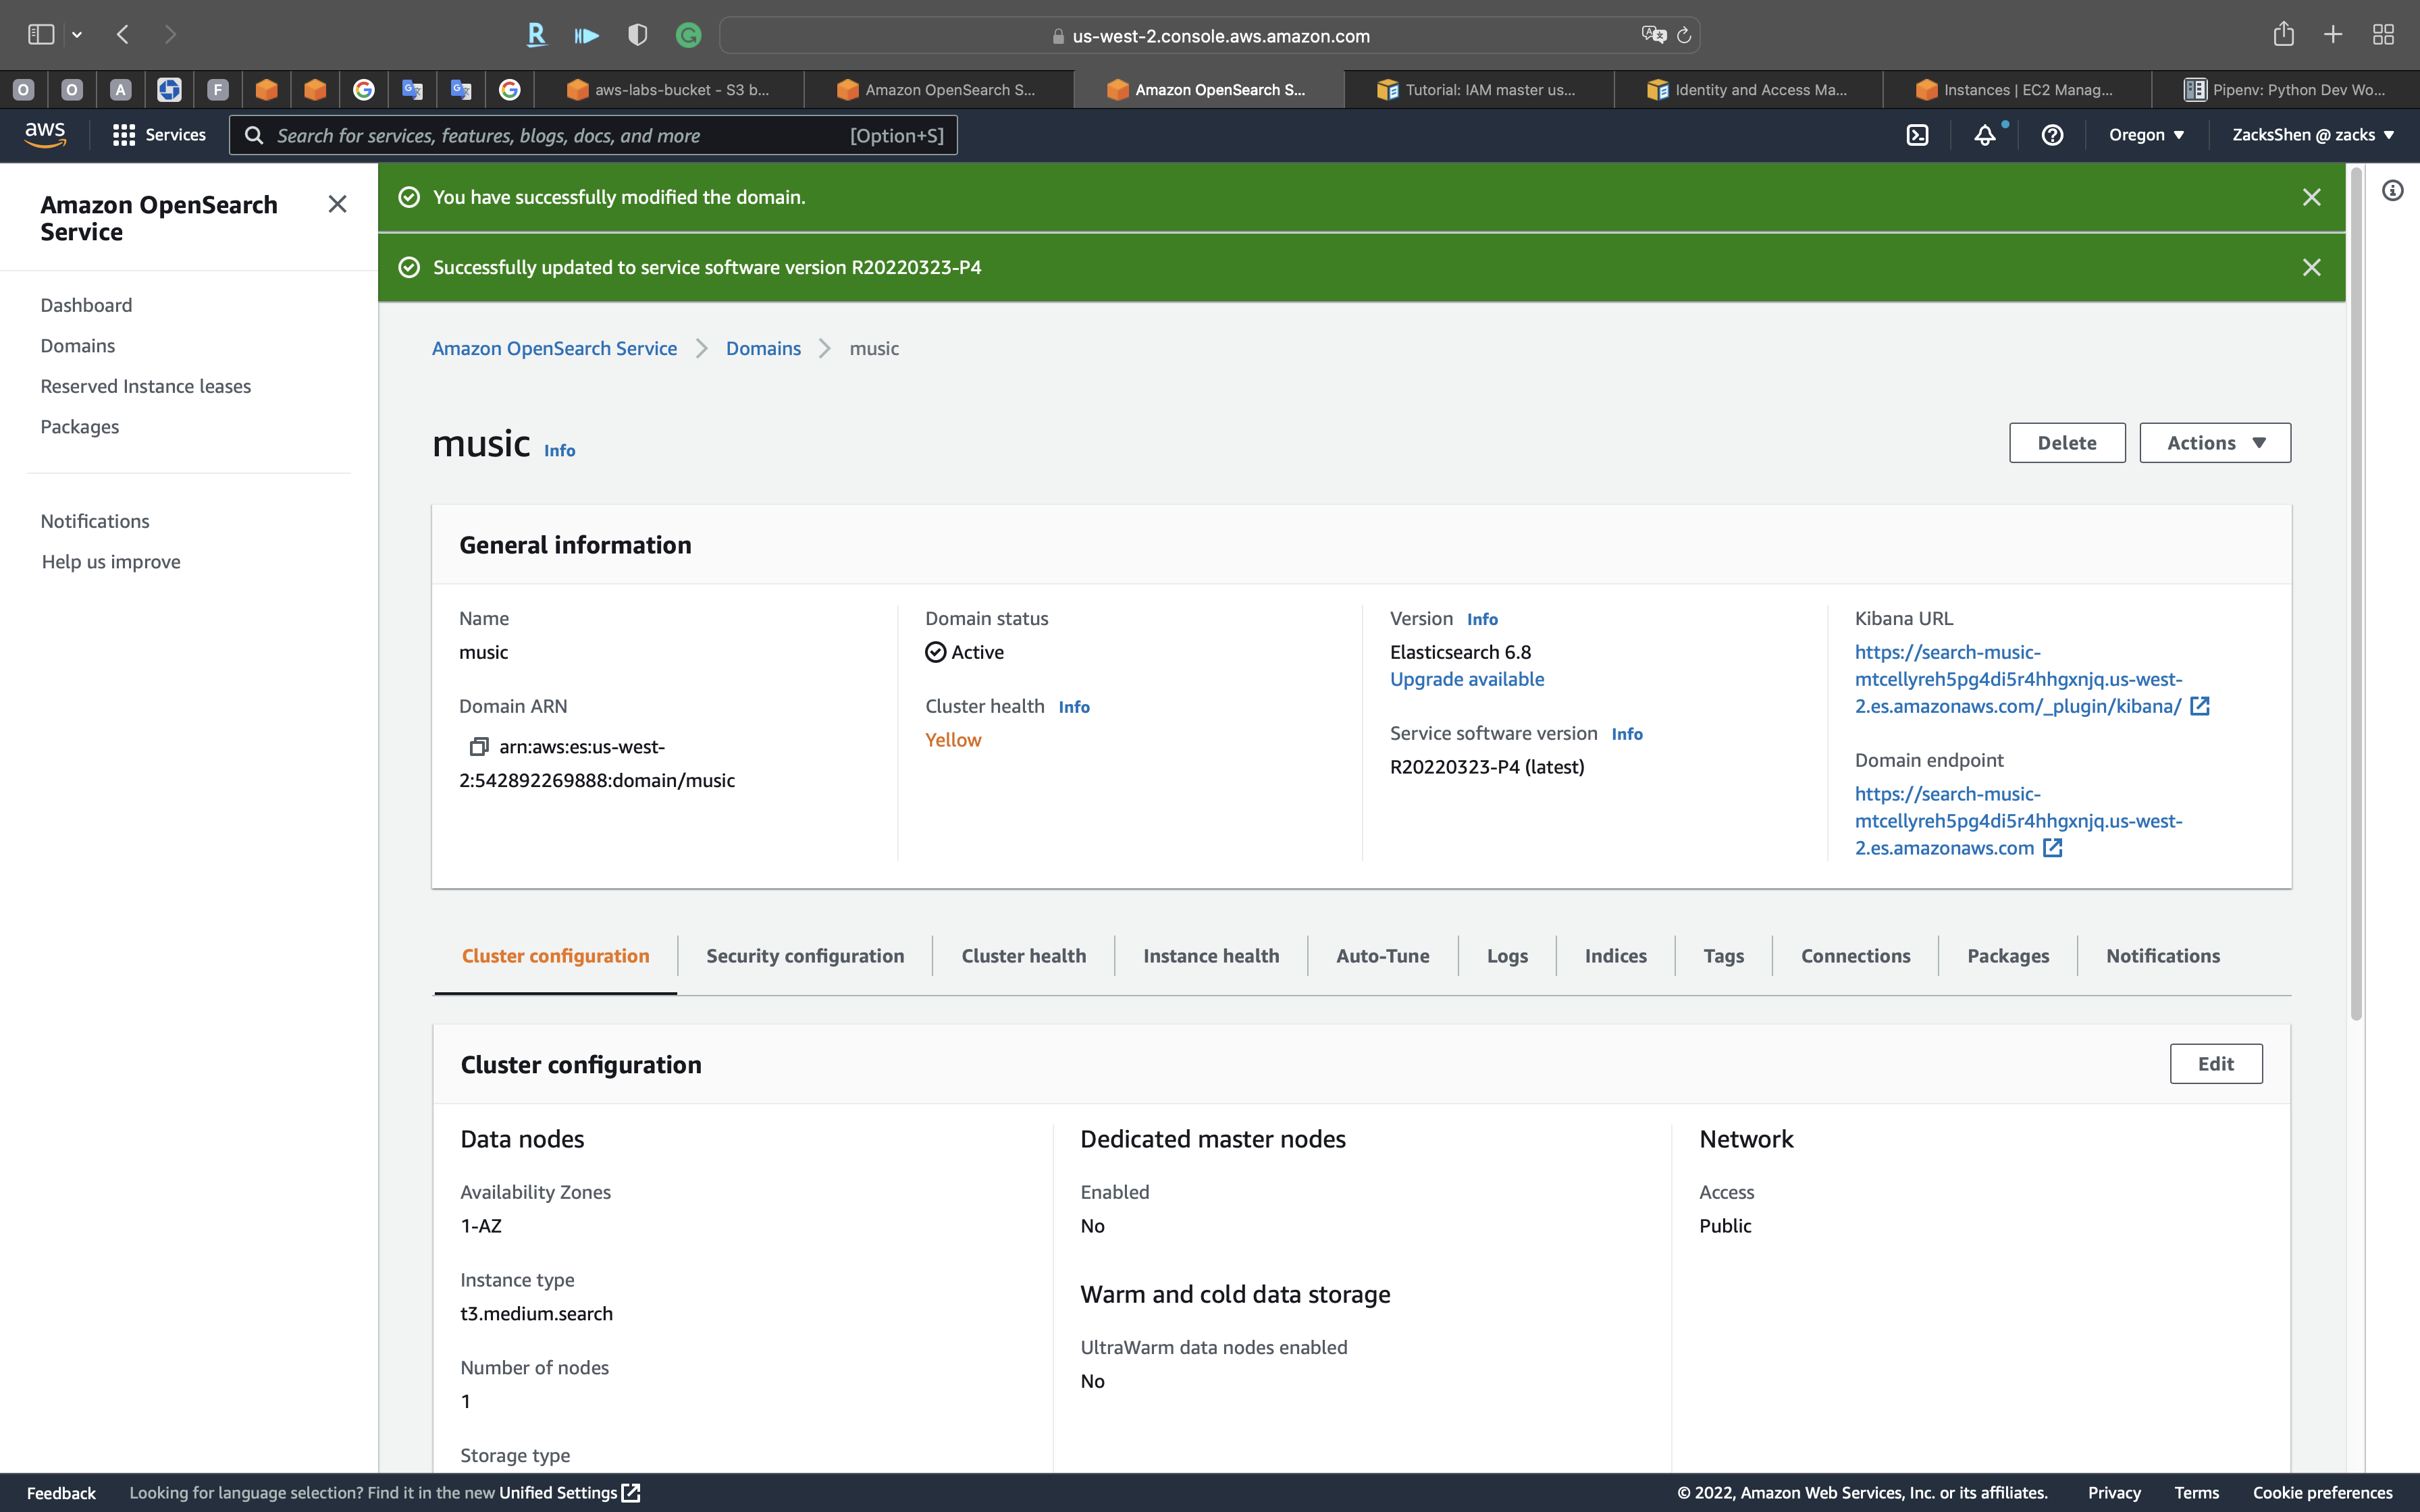 R
G
us-west-2.console.aws.amazon.com
O
O
A
F
aws-labs-bucket - S3 b...
Amazon OpenSearch S...
Amazon OpenSearch S...
Tutorial: IAM master us...
Identity and Access Ma...
Instances | EC2 Manag...
Pipenv: Python Dev Wo...
aws
Services
Search for services, features, blogs, docs, and more
[Option+S]
Oregon
ZacksShen @ zacks
Amazon OpenSearch
Service
Dashboard
Domains
Reserved Instance leases
Packages
Notifications
Help us improve
You have successfully modified the domain.
Successfully updated to service software version R20220323-P4
Amazon OpenSearch Service
Domains
music
music Info
Delete
Actions
General information
Name
music
Domain ARN
arn:aws:es:us-west-
2:542892269888:domain/music
Domain status
Active
Cluster health Info
Yellow
Version Info
Elasticsearch 6.8
Upgrade available
Service software version Info
R20220323-P4 (latest)
Kibana URL
https://search-music-
mtcellyreh5pg4di5r4hhgxnjq.us-west-
2.es.amazonaws.com/_plugin/kibana/
Domain endpoint
https://search-music-
mtcellyreh5pg4di5r4hhgxnjq.us-west-
2.es.amazonaws.com
Cluster configuration
Security configuration
Cluster health
Instance health
Auto-Tune
Logs
Indices
Tags
Connections
Packages
Notifications
Cluster configuration
Edit
Data nodes
Availability Zones
1-AZ
Instance type
t3.medium.search
Number of nodes
1
Storage type
Dedicated master nodes
Enabled
No
Warm and cold data storage
UltraWarm data nodes enabled
No
Network
Access
Public
Feedback
Looking for language selection? Find it in the new Unified Settings
© 2022, Amazon Web Services, Inc. or its affiliates.
Privacy
Terms
Cookie preferences